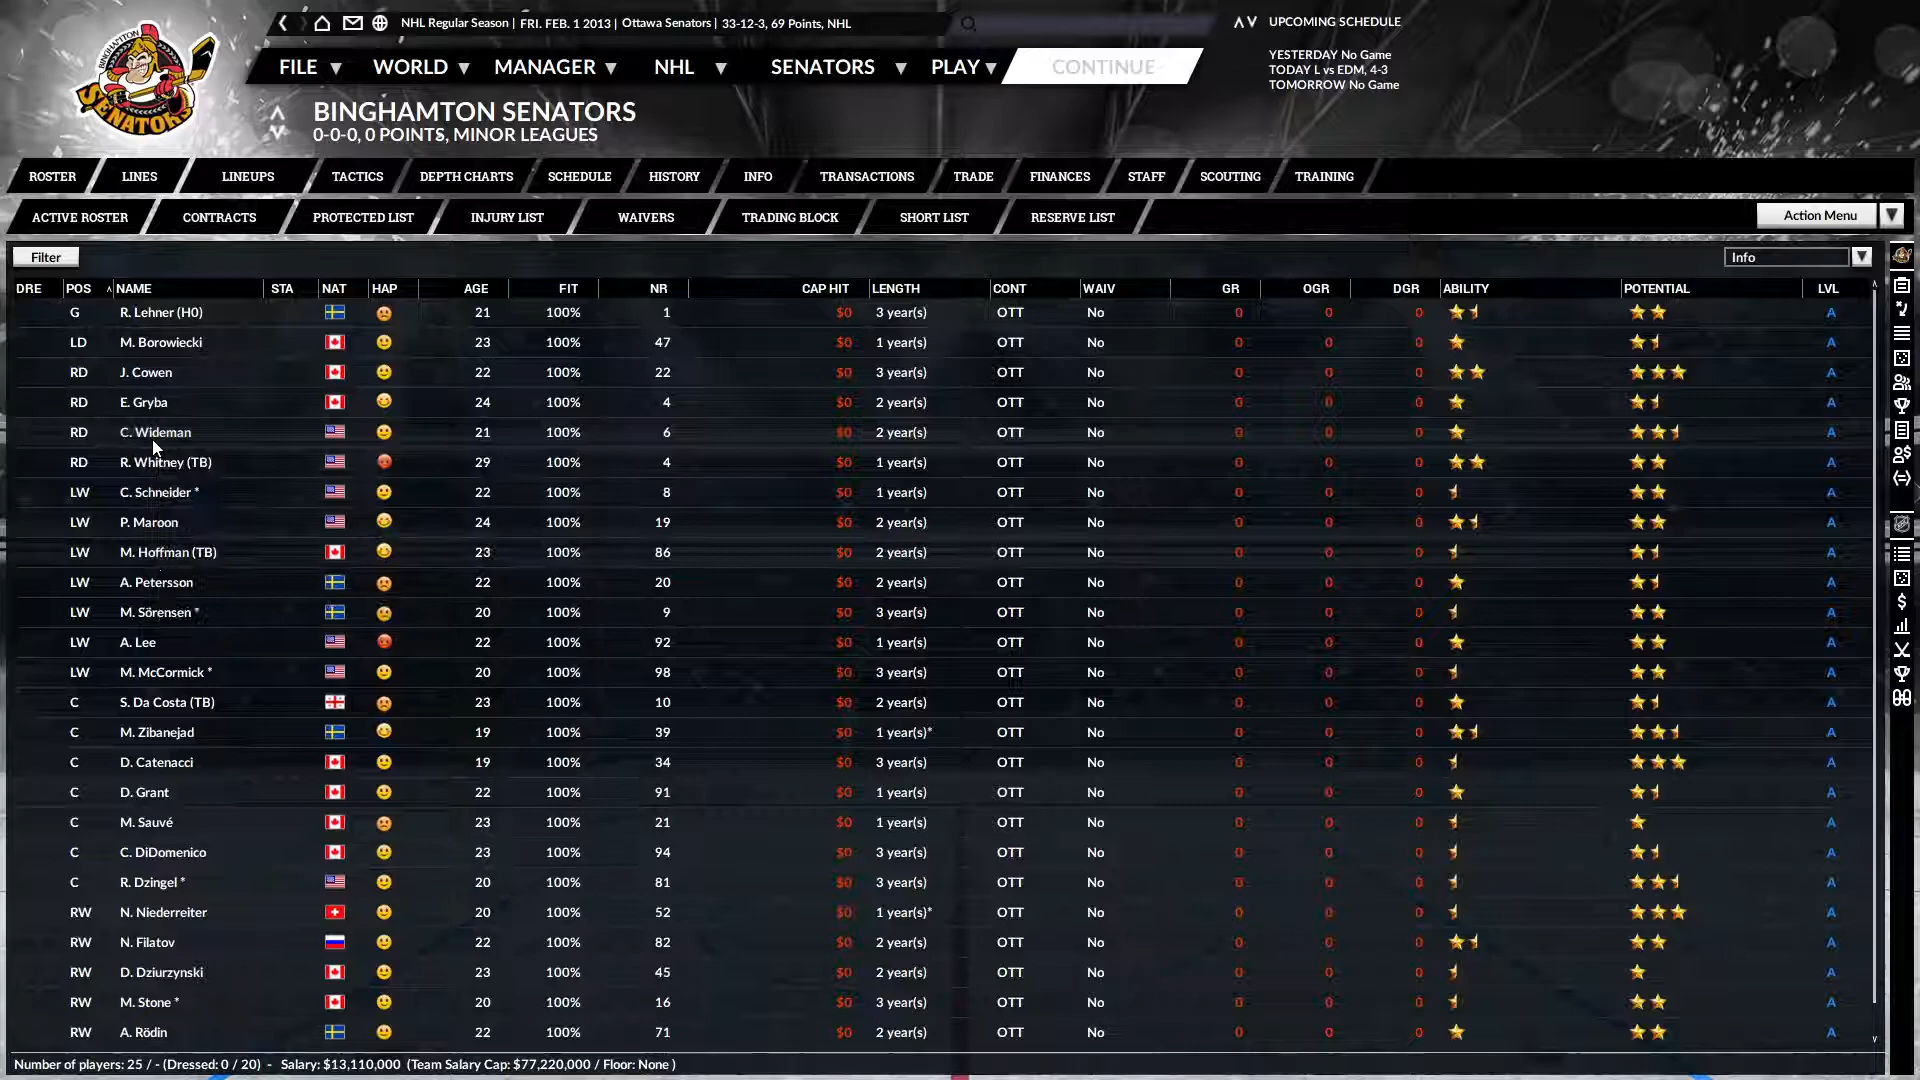 NHL Regular Season | FRI. FEB. 1 2013 | Ottawa Senators | 33-12-3, 69 Points, NHL
UPCOMING SCHEDULE
YESTERDAY No Game
TODAY L vs EDM, 4-3
TOMORROW No Game
BINGHAMTON
SENATORS
FILE WORLD MANAGER NHL SENATORS PLAY CONTINUE
BINGHAMTON SENATORS
0-0-0, 0 POINTS, MINOR LEAGUES
ROSTER LINES LINEUPS TACTICS DEPTH CHARTS SCHEDULE HISTORY INFO TRANSACTIONS TRADE FINANCES STAFF SCOUTING TRAINING
ACTIVE ROSTER CONTRACTS PROTECTED LIST INJURY LIST WAIVERS TRADING BLOCK SHORT LIST RESERVE LIST Action Menu
Filter Info
DRE POS NAME STA NAT HAP AGE FIT NR CAP HIT LENGTH CONT WAIV GR OGR DGR ABILITY POTENTIAL LVL
G R. Lehner (H0) 21 100% 1 $0 3 year(s) OTT No 0 0 0 A
LD M. Borowiecki 23 100% 47 $0 1 year(s) OTT No 0 0 0 A
RD J. Cowen 22 100% 22 $0 3 year(s) OTT No 0 0 0 A
RD E. Gryba 24 100% 4 $0 2 year(s) OTT No 0 0 0 A
RD C. Wideman 21 100% 6 $0 2 year(s) OTT No 0 0 0 A
RD R. Whitney (TB) 29 100% 4 $0 1 year(s) OTT No 0 0 0 A
LW C. Schneider * 22 100% 8 $0 1 year(s) OTT No 0 0 0 A
LW P. Maroon 24 100% 19 $0 2 year(s) OTT No 0 0 0 A
LW M. Hoffman (TB) 23 100% 86 $0 2 year(s) OTT No 0 0 0 A
LW A. Petersson 22 100% 20 $0 2 year(s) OTT No 0 0 0 A
LW M. Sörensen * 20 100% 9 $0 3 year(s) OTT No 0 0 0 A
LW A. Lee 22 100% 92 $0 1 year(s) OTT No 0 0 0 A
LW M. McCormick * 20 100% 98 $0 3 year(s) OTT No 0 0 0 A
C S. Da Costa (TB) 23 100% 10 $0 2 year(s) OTT No 0 0 0 A
C M. Zibanejad 19 100% 39 $0 1 year(s)* OTT No 0 0 0 A
C D. Catenacci 19 100% 34 $0 3 year(s) OTT No 0 0 0 A
C D. Grant 22 100% 91 $0 1 year(s) OTT No 0 0 0 A
C M. Sauvé 23 100% 21 $0 1 year(s) OTT No 0 0 0 A
C C. DiDomenico 23 100% 94 $0 3 year(s) OTT No 0 0 0 A
C R. Dzingel * 20 100% 81 $0 3 year(s) OTT No 0 0 0 A
RW N. Niederreiter 20 100% 52 $0 1 year(s)* OTT No 0 0 0 A
RW N. Filatov 22 100% 82 $0 2 year(s) OTT No 0 0 0 A
RW D. Dziurzynski 23 100% 45 $0 2 year(s) OTT No 0 0 0 A
RW M. Stone * 20 100% 16 $0 3 year(s) OTT No 0 0 0 A
RW A. Rödin 22 100% 71 $0 2 year(s) OTT No 0 0 0 A
Number of players: 25 / - (Dressed: 0 / 20) - Salary: $13,110,000 (Team Salary Cap: $77,220,000 / Floor: None )